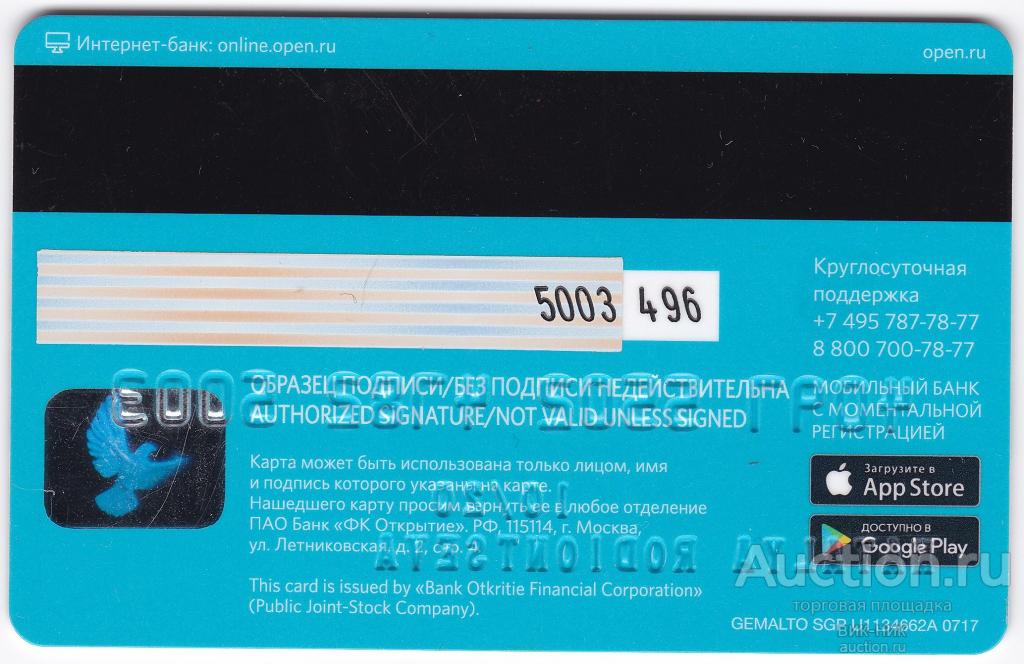 Интернет-банк: online.open.ru
open.ru
5003 496
Круглосуточная
поддержка
+7 495 787-78-77
8 800 700-78-77
ОБРАЗЕЦ ПОДПИСИ/БЕЗ ПОДПИСИ НЕДЕЙСТВИТЕЛЬНА
AUTHORIZED SIGNATURE/NOT VALID UNLESS SIGNED
МОБИЛЬНЫЙ БАНК
С МОМЕНТАЛЬНОЙ
РЕГИСТРАЦИЕЙ
Загрузите в
App Store
ДОСТУПНО В
Google Play
Карта может быть использована только лицом, имя
и подпись которого указаны на карте.
Нашедшего карту просим вернуть ее в любое отделение
ПАО Банк «ФК Открытие». РФ, 115114, г. Москва,
ул. Летниковская, д. 2, стр. 4.
This card is issued by «Bank Otkritie Financial Corporation»
(Public Joint-Stock Company).
GEMALTO SGP U1134662A 0717
Auction.ru
торговая площадка
ВИК-НИК
auction.ru